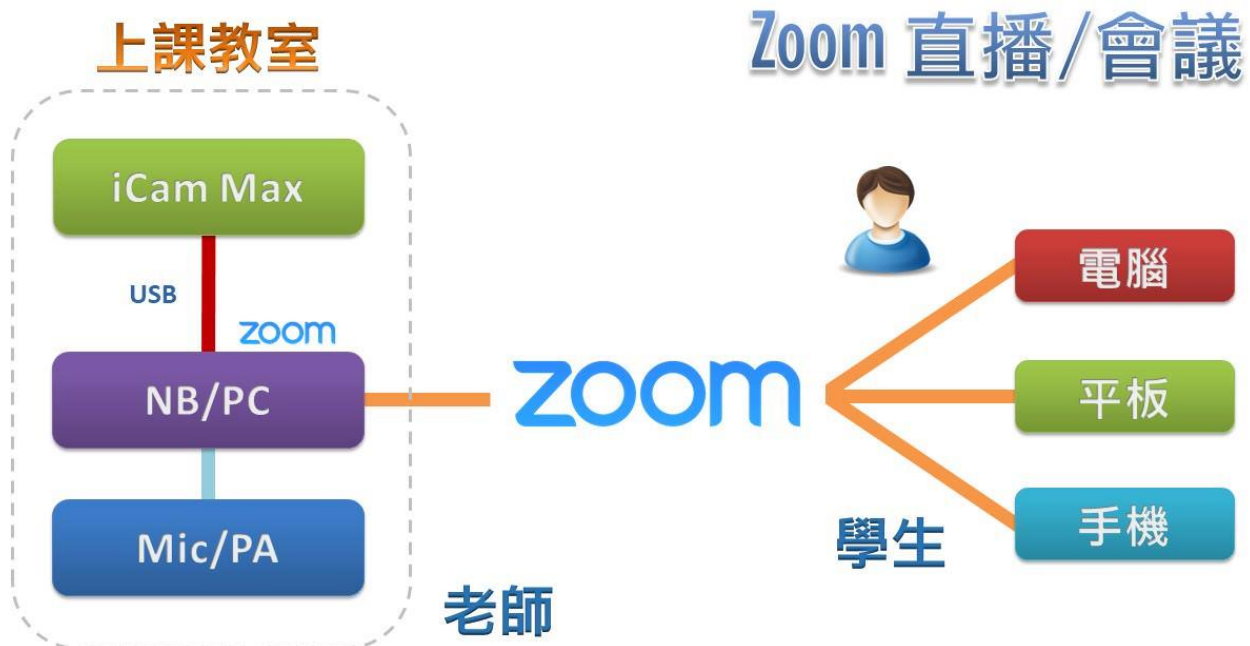 上課教室
Zoom 直播/會議
iCam Max
USB
zoom
NB/PC
Mic/PA
老師
zoom
學生
電腦
平板
手機